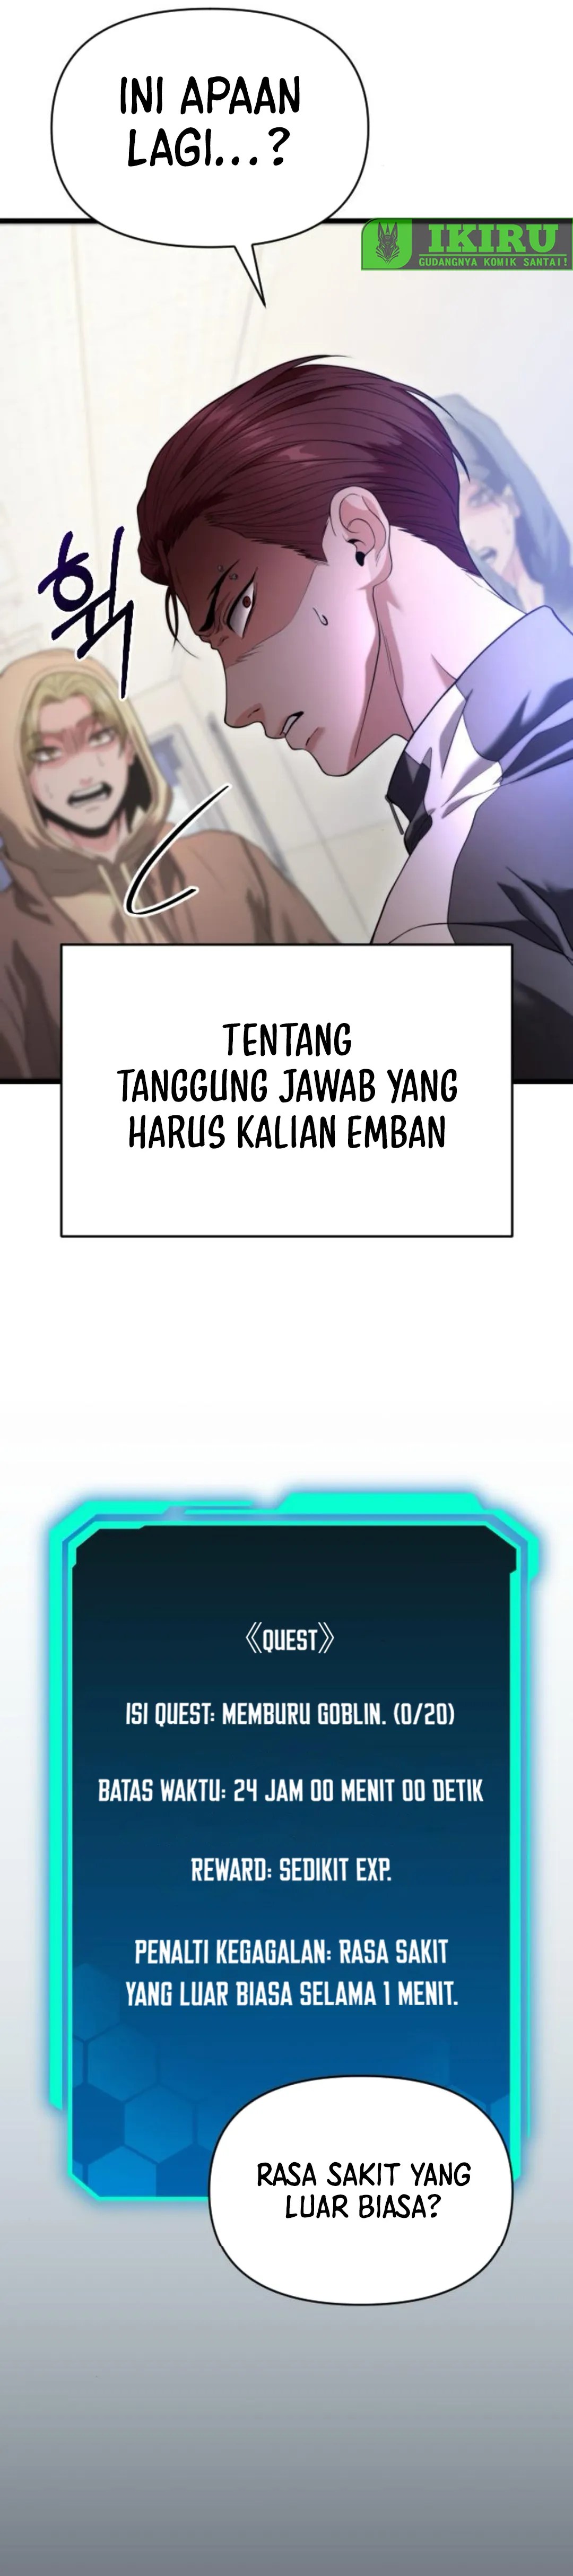 INI APAAN
LAGI...?
IKIRU
GUDANGNYA KOMIK SANTAI!
휙
TENTANG
TANGGUNG JAWAB YANG
HARUS KALIAN EMBAN
《QUEST》
ISI QUEST: MEMBURU GOBLIN. (0/20)
BATAS WAKTU: 24 JAM 00 MENIT 00 DETIK
REWARD: SEDIKIT EXP.
PENALTI KEGAGALAN: RASA SAKIT
YANG LUAR BIASA SELAMA 1 MENIT.
RASA SAKIT YANG
LUAR BIASA?